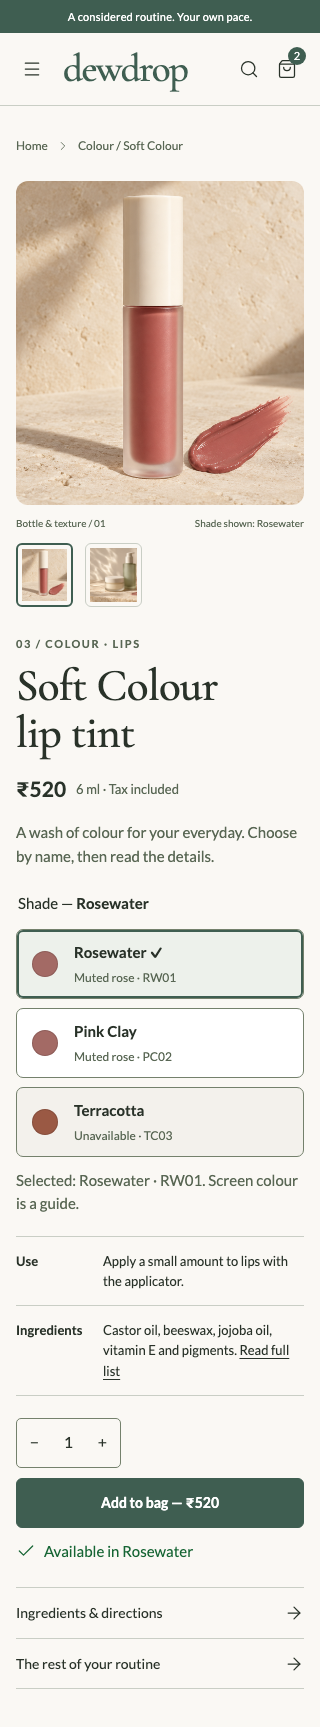 A considered routine. Your own pace.
dewdrop
2
Home
Colour / Soft Colour
Bottle & texture / 01
Shade shown: Rosewater
03 / COLOUR · LIPS
Soft Colour
lip tint
₹520 6 ml · Tax included
A wash of colour for your everyday. Choose
by name, then read the details.
Shade — Rosewater
Rosewater ✓
Muted rose · RW01
Pink Clay
Muted rose · PC02
Terracotta
Unavailable · TC03
Selected: Rosewater · RW01. Screen colour
is a guide.
Use
Apply a small amount to lips with
the applicator.
Ingredients
Castor oil, beeswax, jojoba oil,
vitamin E and pigments. Read full
list
− 1 +
Add to bag — ₹520
Available in Rosewater
Ingredients & directions
The rest of your routine